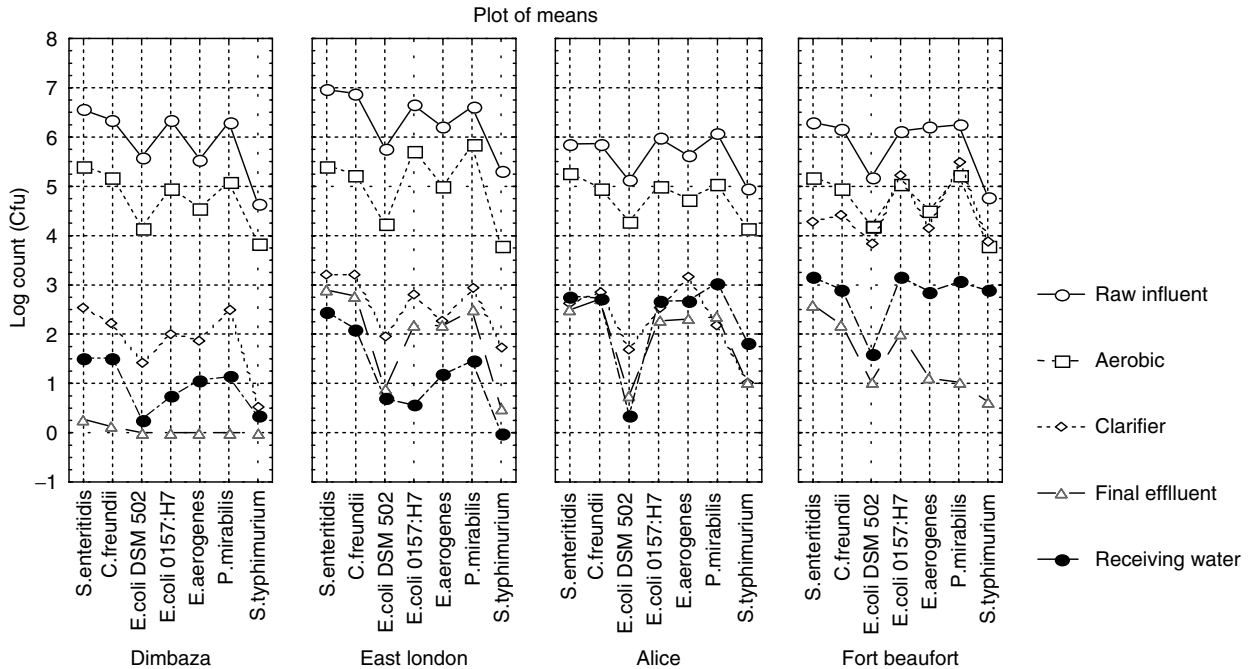 Plot of means
Log count (Cfu)
8
7
6
5
4
3
2
1
0
−1
S.enteritidis
C.freundii
E.coli DSM 502
E.coli 0157:H7
E.aerogenes
P.mirabilis
S.typhimurium
Dimbaza
S.enteritidis
C.freundii
E.coli DSM 502
E.coli 0157:H7
E.aerogenes
P.mirabilis
S.typhimurium
East london
S.enteritidis
C.freundii
E.coli DSM 502
E.coli 0157:H7
E.aerogenes
P.mirabilis
S.typhimurium
Alice
S.enteritidis
C.freundii
E.coli DSM 502
E.coli 0157:H7
E.aerogenes
P.mirabilis
S.typhimurium
Fort beaufort
Raw influent
Aerobic
Clarifier
Final efflluent
Receiving water